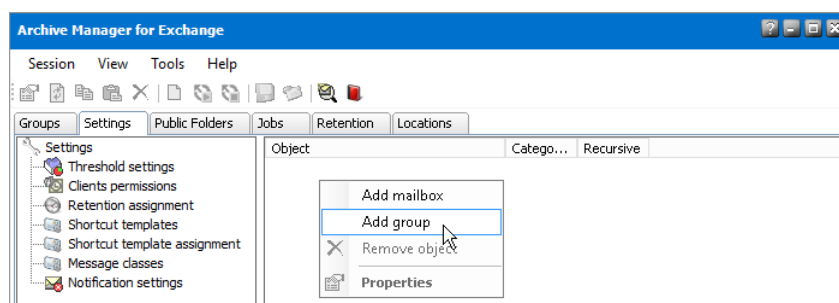 Archive Manager for Exchange
Session View Tools Help
Groups Settings Public Folders Jobs Retention Locations
Settings
Threshold settings
Clients permissions
Retention assignment
Shortcut templates
Shortcut template assignment
Message classes
Notification settings
Object Catego... Recursive
Add mailbox
Add group
Remove object
Properties